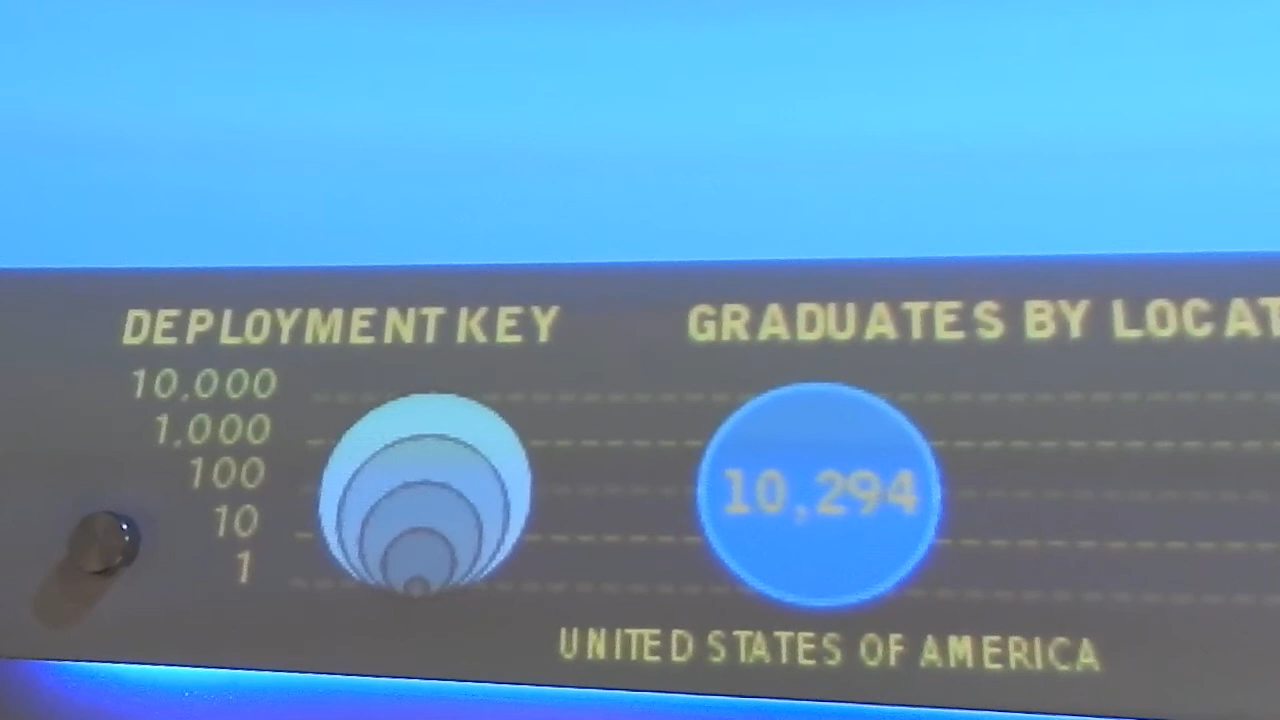 DEPLOYMENT KEY
10,000
1,000
100
10
1
GRADUATES BY
10,294
UNITED STATES OF AMERICA